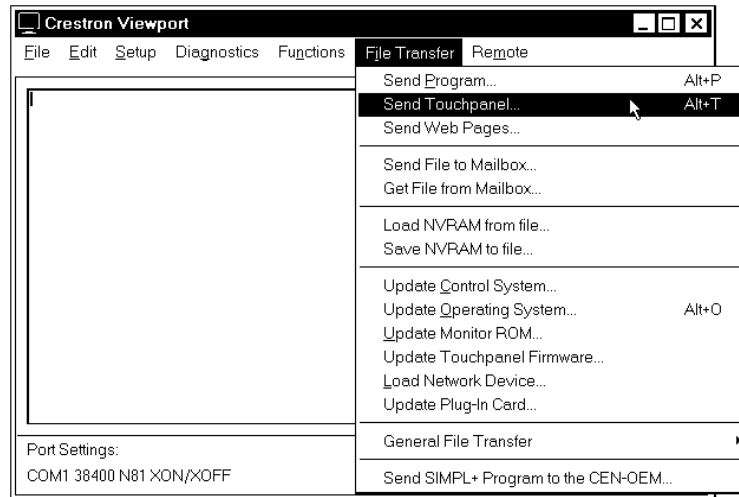 Crestron Viewport
File Edit Setup Diagnostics Functions File Transfer Remote
Send Program... Alt+P
Send Touchpanel... Alt+T
Send Web Pages...
Send File to Mailbox...
Get File from Mailbox...
Load NVRAM from file...
Save NVRAM to file...
Update Control System...
Update Operating System... Alt+O
Update Monitor ROM...
Update Touchpanel Firmware...
Load Network Device...
Update Plug-In Card...
General File Transfer
Send SIMPL+ Program to the CEN-OEM...
Port Settings:
COM1 38400 N81 XON/XOFF